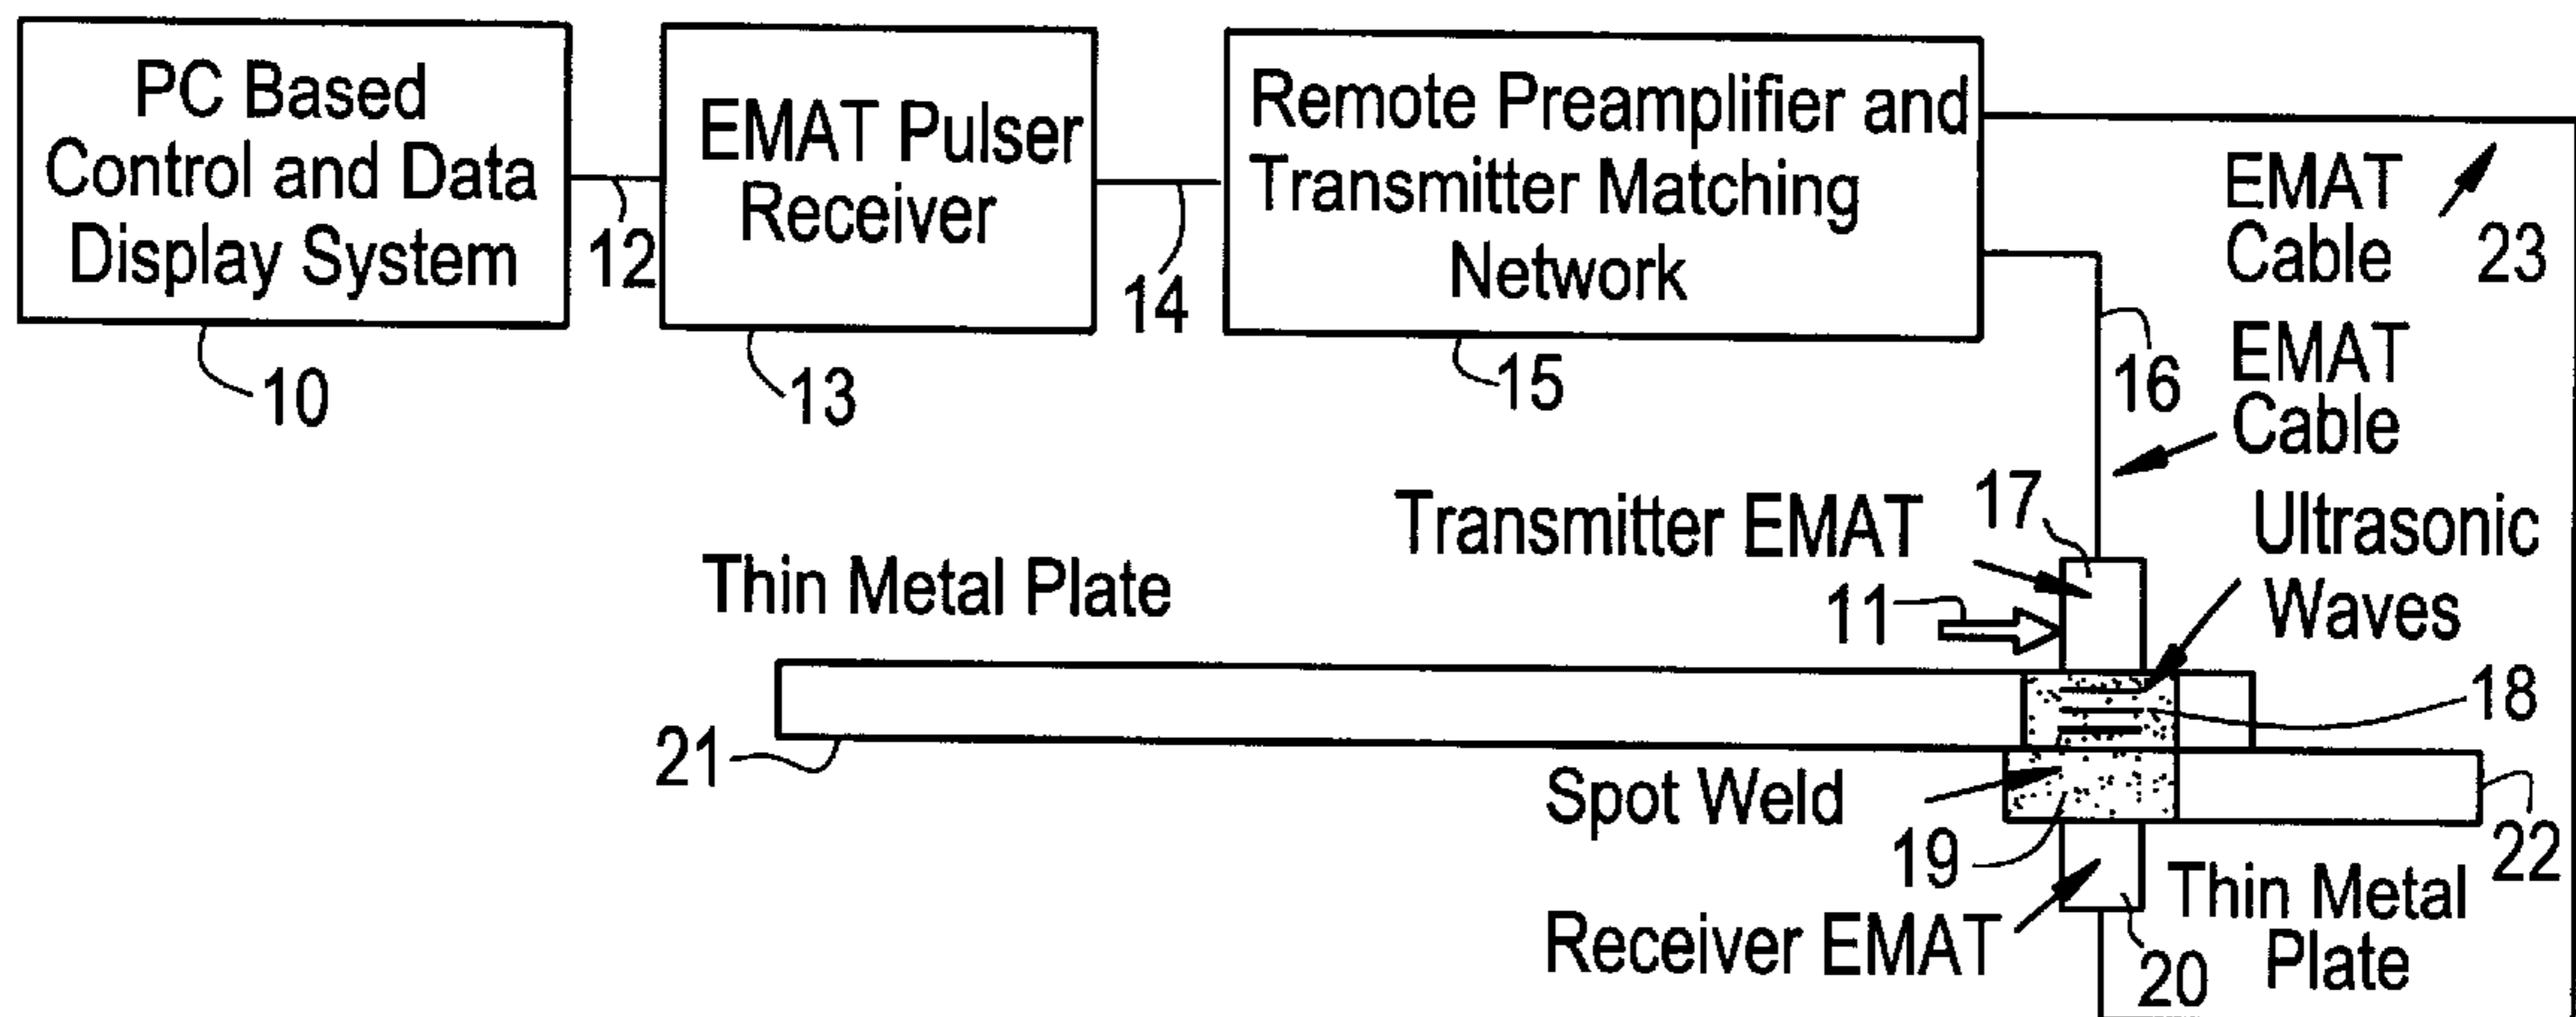 PC Based
Control and Data
Display System
10
12
EMAT Pulser
Receiver
13
14
Remote Preamplifier and
Transmitter Matching
Network
15
EMAT
Cable
23
16
EMAT
Cable
Transmitter EMAT
17
Ultrasonic
Waves
11
Thin Metal Plate
18
21
Spot Weld
19
22
Receiver EMAT
20
Thin Metal
Plate